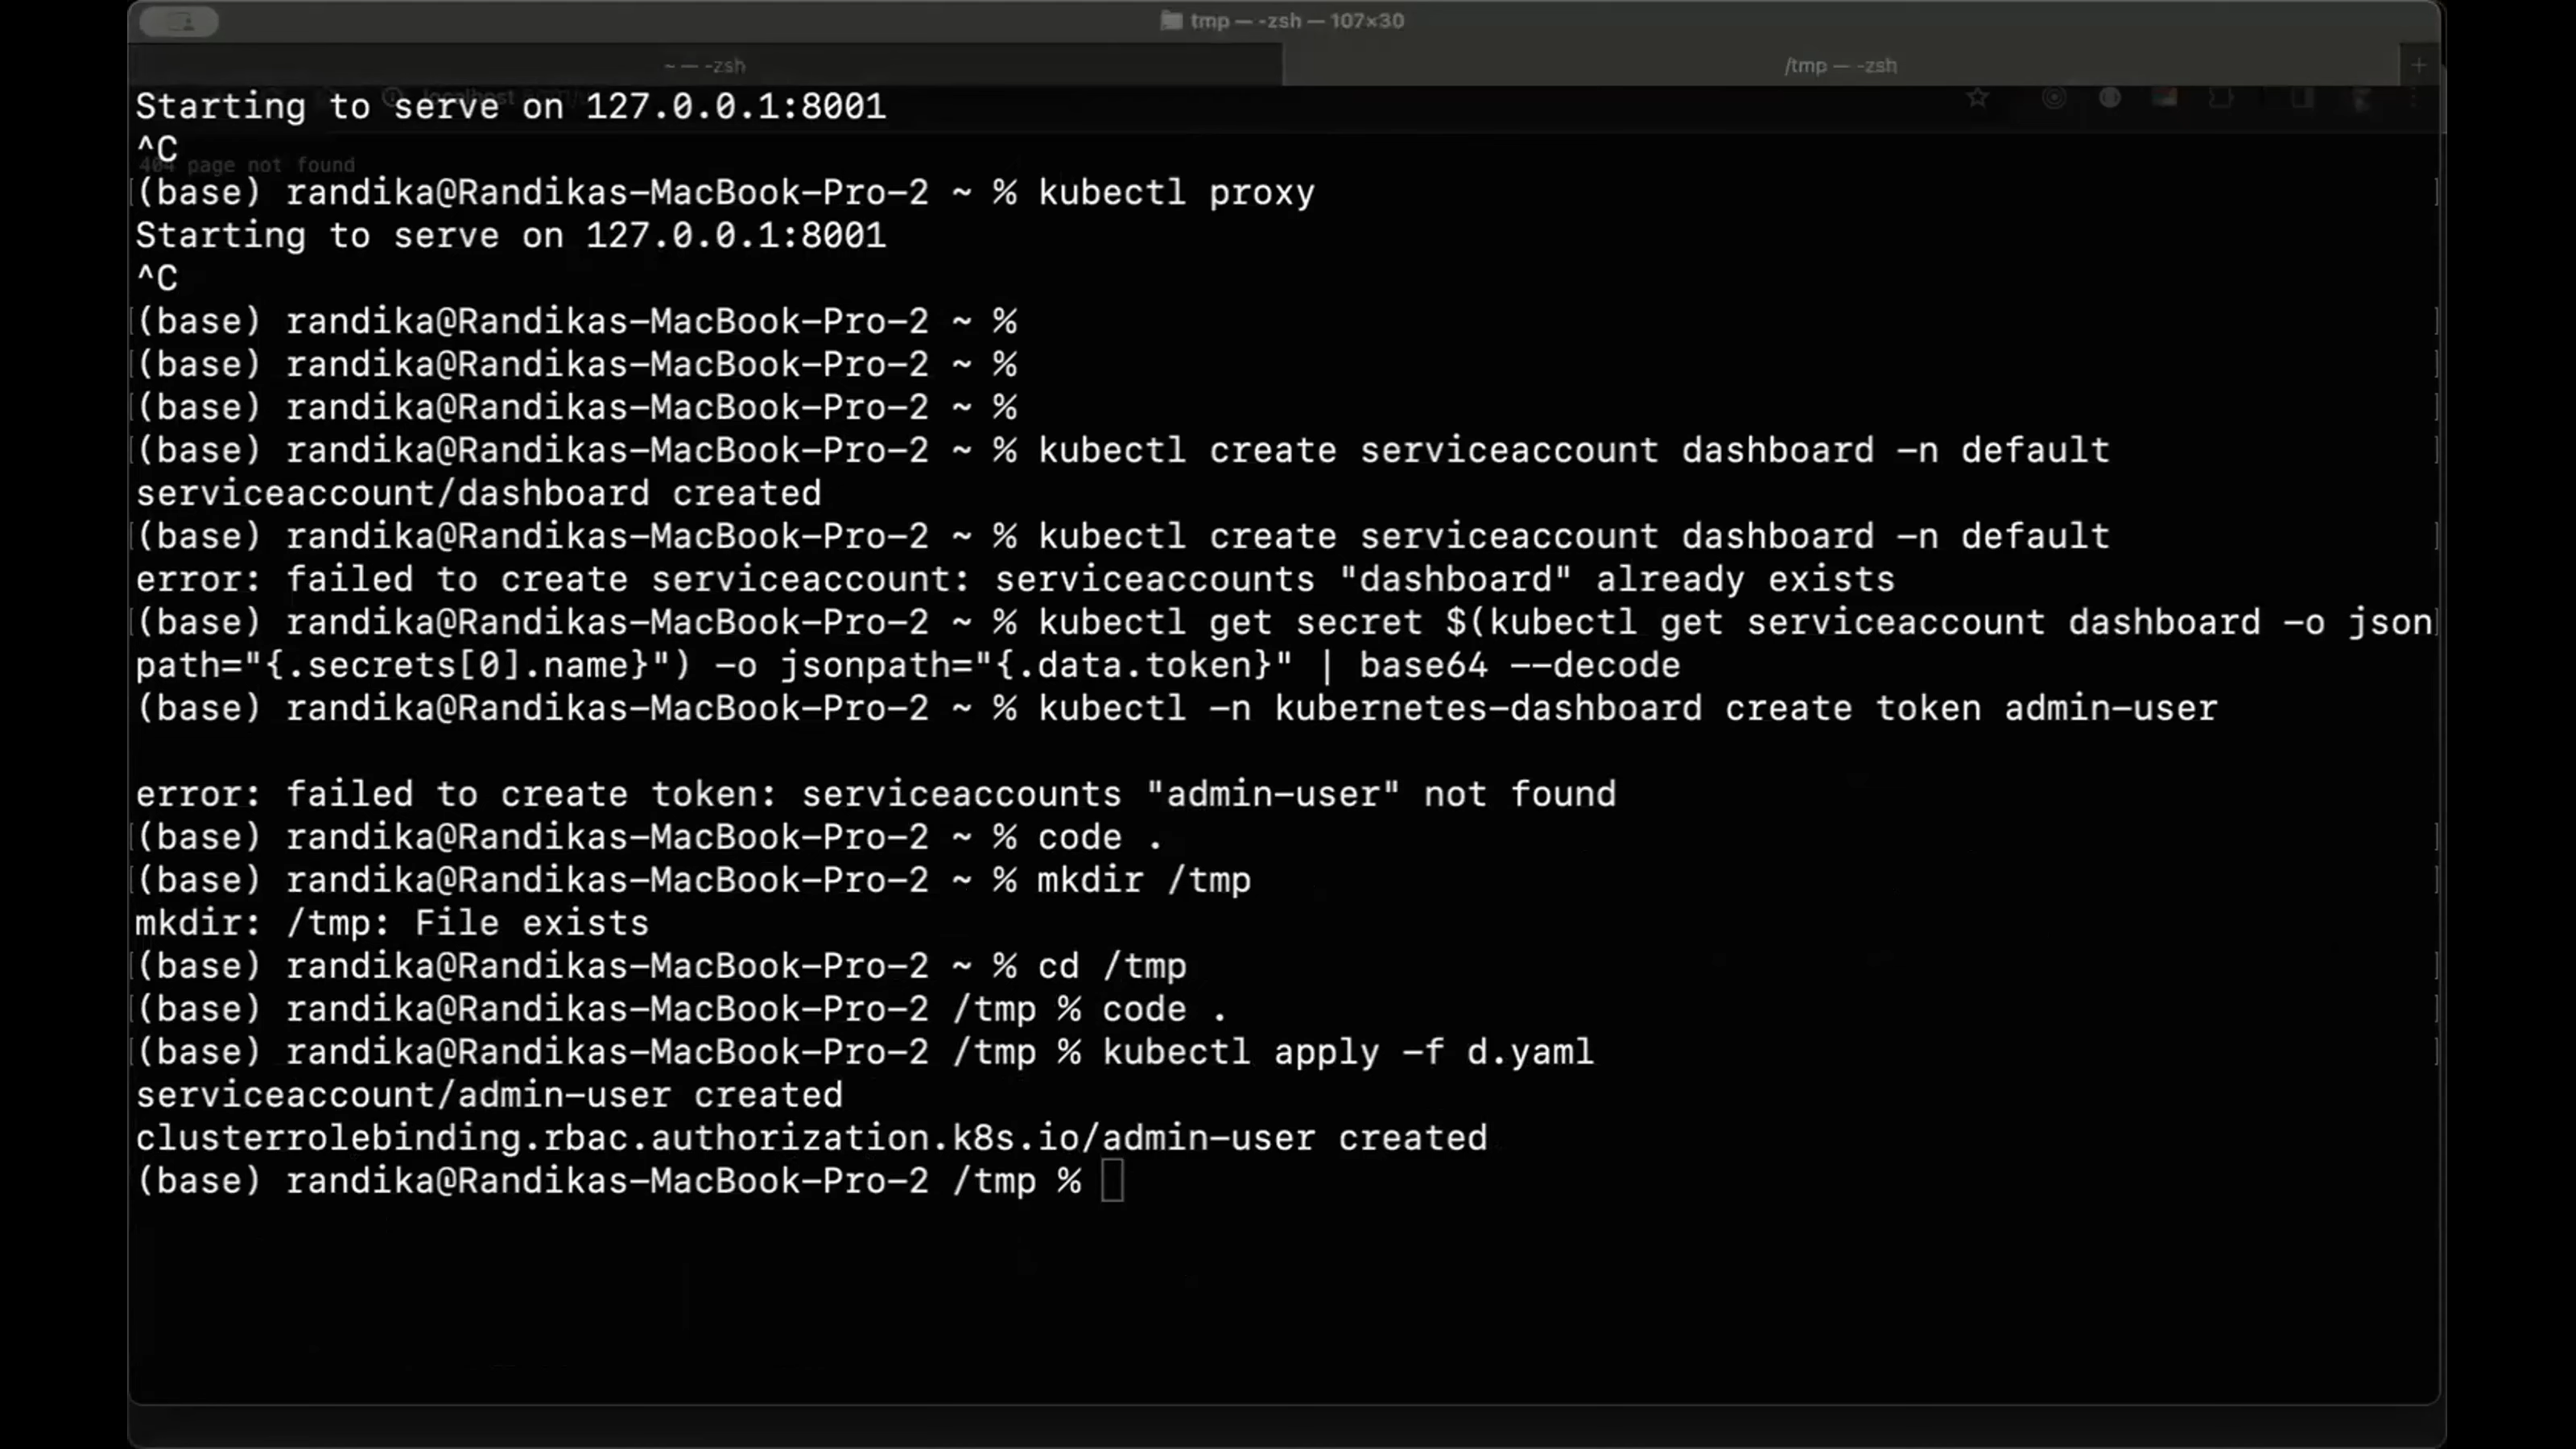 tmp — -zsh — 107×30
~ — -zsh
/tmp — -zsh
localhost
Starting to serve on 127.0.0.1:8001
^C
404 page not found
(base) randika@Randikas-MacBook-Pro-2 ~ % kubectl proxy
Starting to serve on 127.0.0.1:8001
^C
(base) randika@Randikas-MacBook-Pro-2 ~ %
(base) randika@Randikas-MacBook-Pro-2 ~ %
(base) randika@Randikas-MacBook-Pro-2 ~ %
(base) randika@Randikas-MacBook-Pro-2 ~ % kubectl create serviceaccount dashboard -n default
serviceaccount/dashboard created
(base) randika@Randikas-MacBook-Pro-2 ~ % kubectl create serviceaccount dashboard -n default
error: failed to create serviceaccount: serviceaccounts "dashboard" already exists
(base) randika@Randikas-MacBook-Pro-2 ~ % kubectl get secret $(kubectl get serviceaccount dashboard -o json
path="{.secrets[0].name}") -o jsonpath="{.data.token}" | base64 --decode
(base) randika@Randikas-MacBook-Pro-2 ~ % kubectl -n kubernetes-dashboard create token admin-user
error: failed to create token: serviceaccounts "admin-user" not found
(base) randika@Randikas-MacBook-Pro-2 ~ % code .
(base) randika@Randikas-MacBook-Pro-2 ~ % mkdir /tmp
mkdir: /tmp: File exists
(base) randika@Randikas-MacBook-Pro-2 ~ % cd /tmp
(base) randika@Randikas-MacBook-Pro-2 /tmp % code .
(base) randika@Randikas-MacBook-Pro-2 /tmp % kubectl apply -f d.yaml
serviceaccount/admin-user created
clusterrolebinding.rbac.authorization.k8s.io/admin-user created
(base) randika@Randikas-MacBook-Pro-2 /tmp %